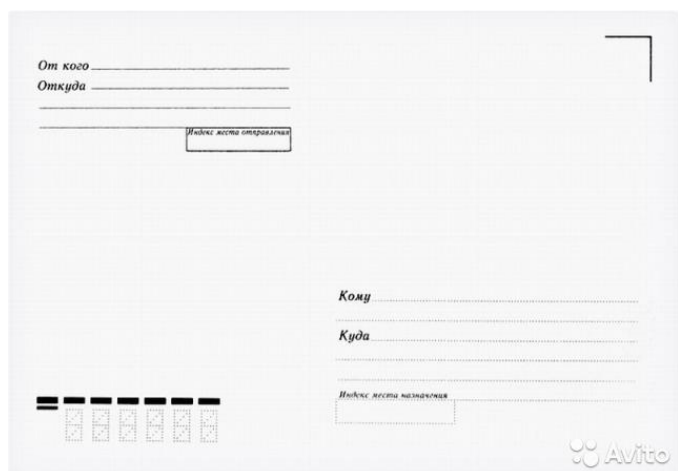 От кого
Откуда
Индекс места отправления
Кому
Куда
Индекс места назначения
Avito